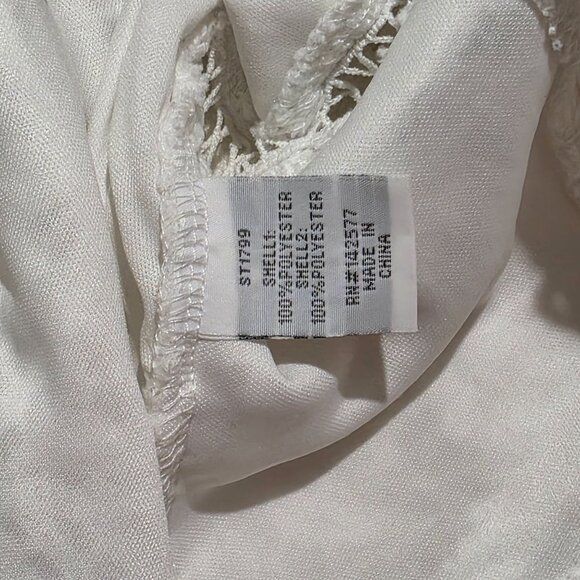 ST1799
SHELL1:
100%POLYESTER
SHELL2:
100%POLYESTER
RN#142577
MADE IN
CHINA